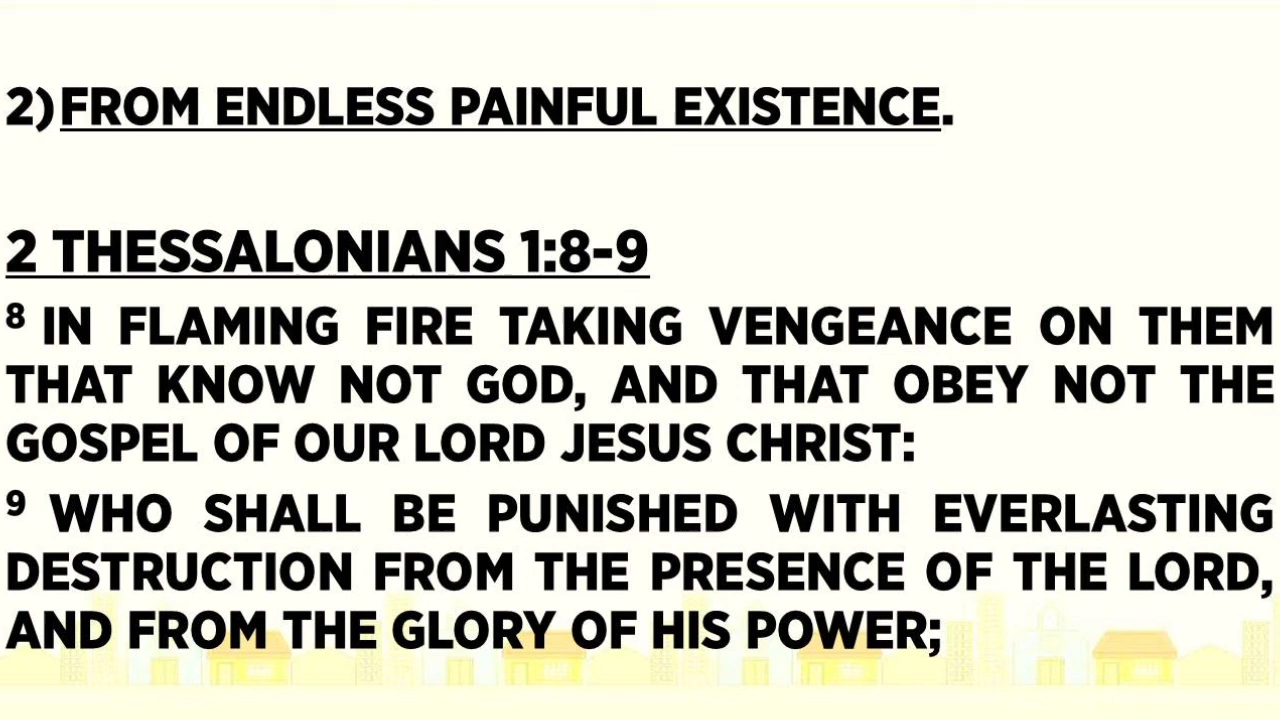 2) FROM ENDLESS PAINFUL EXISTENCE.
2 THESSALONIANS 1:8-9
8 IN FLAMING FIRE TAKING VENGEANCE ON THEM
THAT KNOW NOT GOD, AND THAT OBEY NOT THE
GOSPEL OF OUR LORD JESUS CHRIST:
9 WHO SHALL BE PUNISHED WITH EVERLASTING
DESTRUCTION FROM THE PRESENCE OF THE LORD,
AND FROM THE GLORY OF HIS POWER;